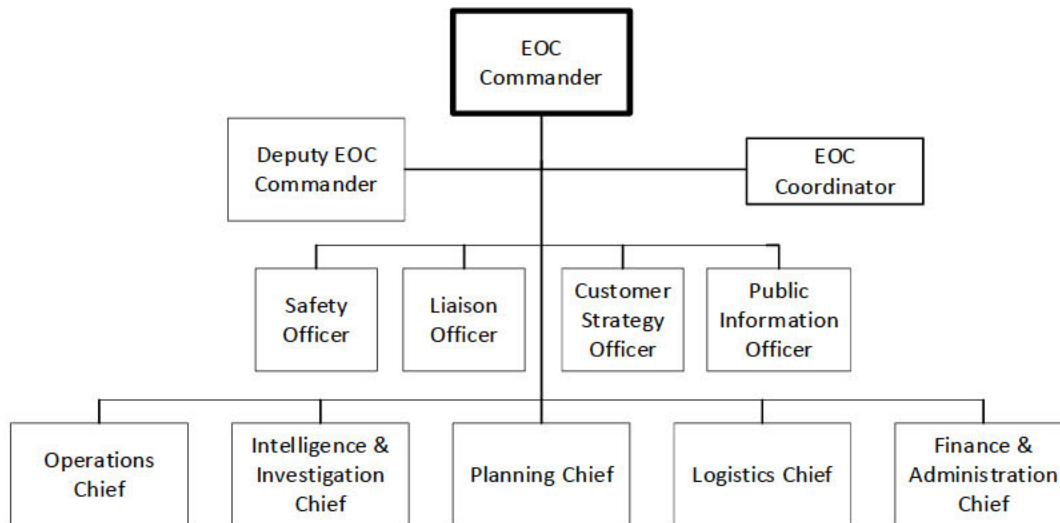 EOC
Commander
Deputy EOC
Commander
EOC
Coordinator
Safety
Officer
Liaison
Officer
Customer
Strategy
Officer
Public
Information
Officer
Operations
Chief
Intelligence &
Investigation
Chief
Planning Chief
Logistics Chief
Finance &
Administration
Chief